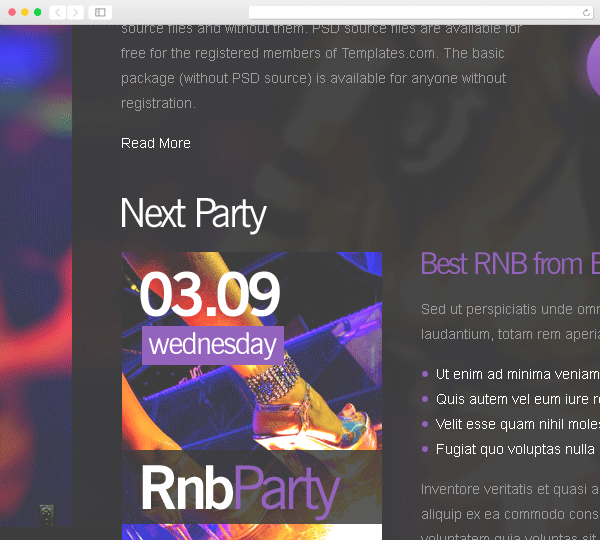 source files and without them. PSD source files are available for
free for the registered members of Templates.com. The basic
package (without PSD source) is available for anyone without
registration.
Read More
Next Party
03.09
wednesday
RnbParty
Best RNB from
Sed ut perspiciatis unde
laudantium, totam rem
Ut enim ad minima veniam
Quis autem vel eum iure
Velit esse quam nihil
Fugiat quo voluptas nulla
Inventore veritatis et quasi
aliquip ex ea commodo
voluptatem quia voluptas sit